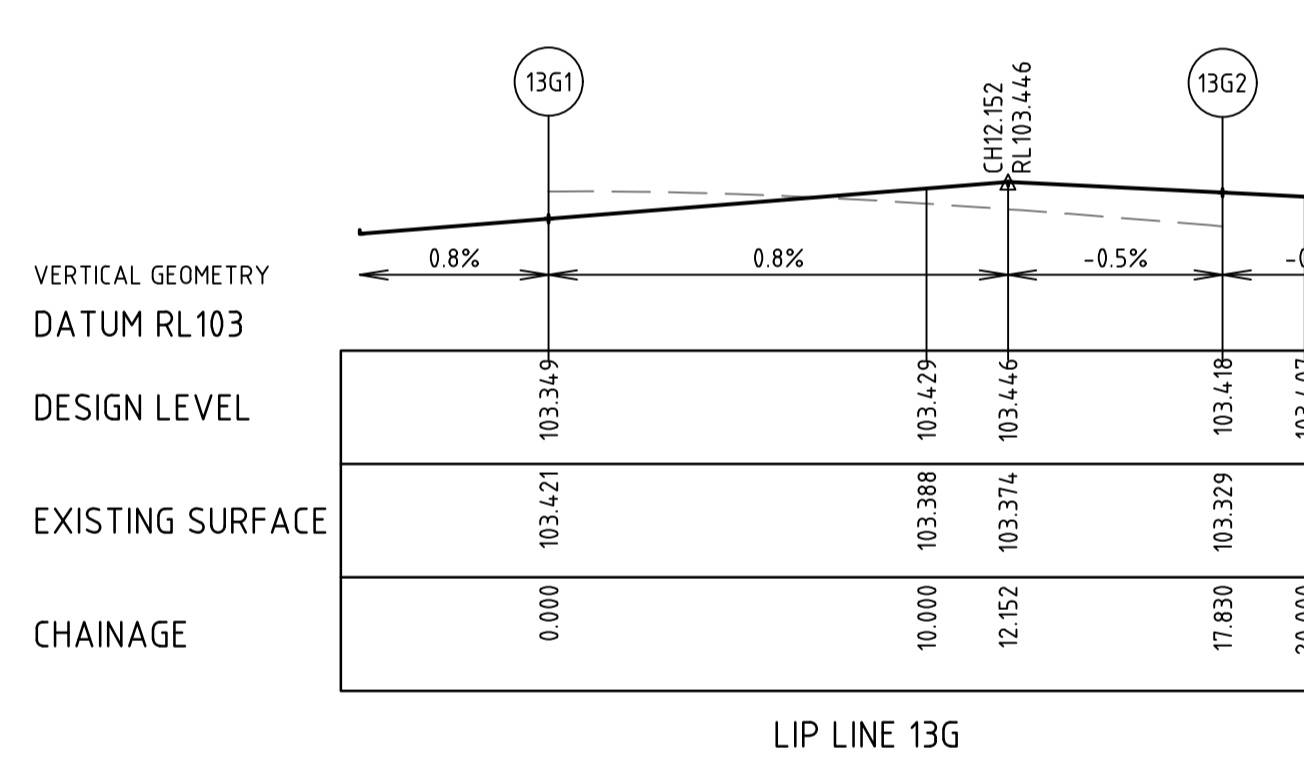 13G1
CH12.152
RL103.446
13G2
0.8%
0.8%
-0.5%
VERTICAL GEOMETRY
DATUM RL103
DESIGN LEVEL
103.349
103.429
103.446
103.418
EXISTING SURFACE
103.421
103.388
103.374
103.329
CHAINAGE
0.000
10.000
12.152
17.830
LIP LINE 13G